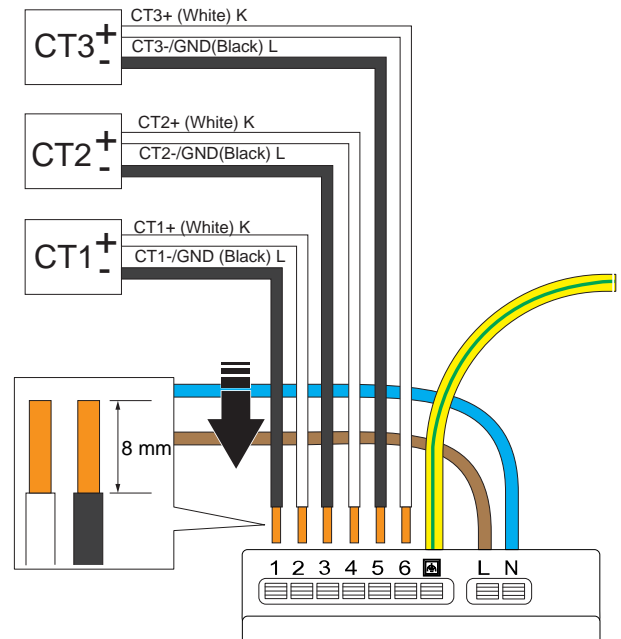 CT3+ (White) K
CT3 + -
CT3-/GND(Black) L
CT2+ (White) K
CT2 + -
CT2-/GND(Black) L
CT1+ (White) K
CT1 + -
CT1-/GND (Black) L
8 mm
1 2 3 4 5 6 L N